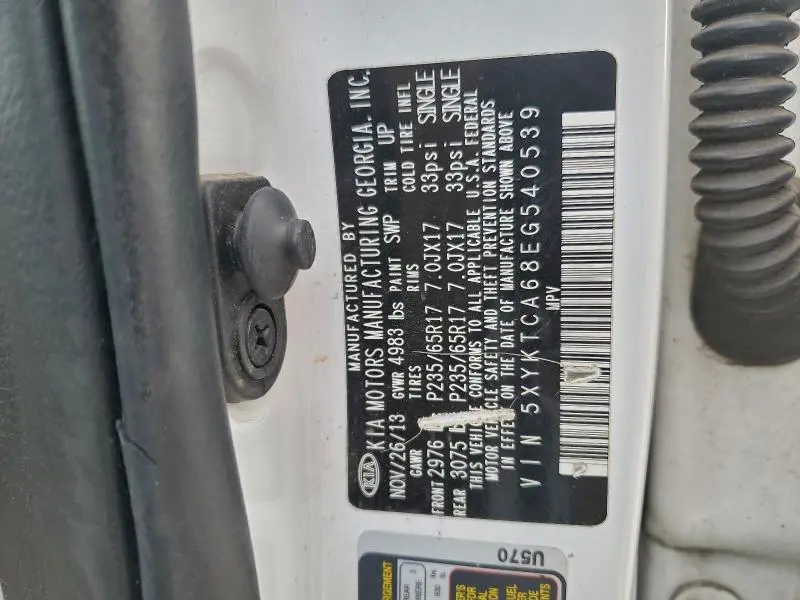 MANUFACTURED BY
KIA KIA MOTORS MANUFACTURING GEORGIA. INC.
NOV/26/13 GVWR 4983 lbs PAINT SWP TRIM UP
GAWR TIRES RIMS COLD TIRE INFL
FRONT 2976 P235/65R17 7.0JX17 33psi SINGLE
REAR 3075 P235/65R17 7.0JX17 33psi SINGLE
THIS VEHICLE CONFORMS TO ALL APPLICABLE U.S.A. FEDERAL
MOTOR VEHICLE SAFETY AND THEFT PREVENTION STANDARDS
IN EFFECT ON THE DATE OF MANUFACTURE SHOWN ABOVE
VIN 5XYKTCA68EG540539
MPV
U570